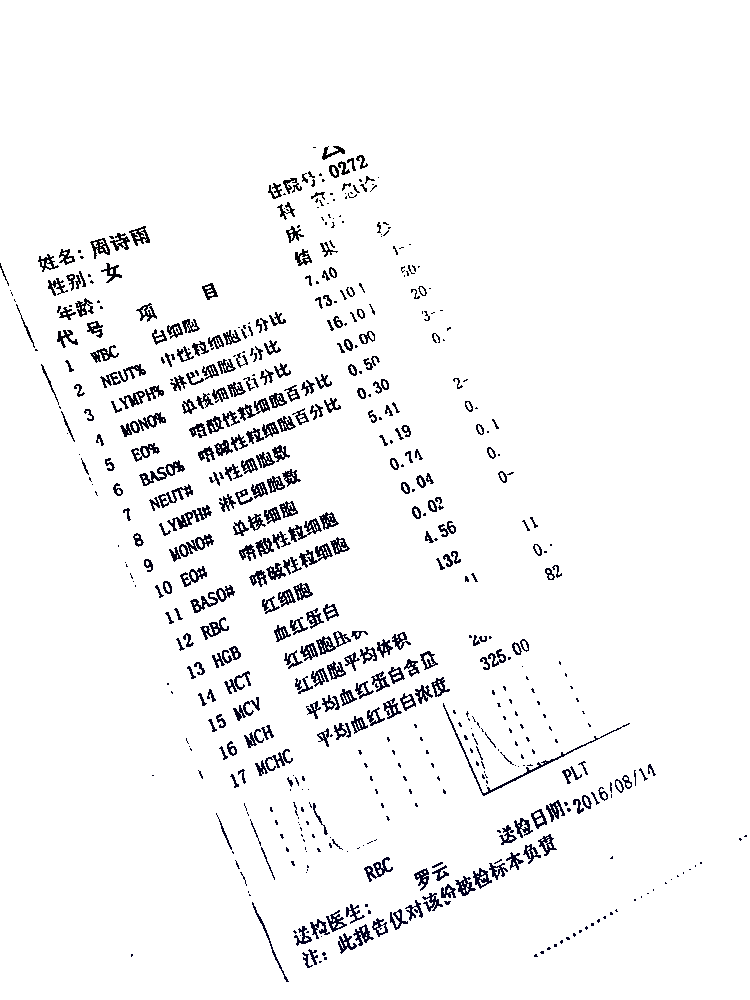 住院号: 0272
科 室: 急诊
床 号:
姓名: 周诗雨
性别: 女
年龄:
代号 项 目 结果
1 WBC 白细胞 7.40 1-
2 NEUT% 中性粒细胞百分比 73.10↑ 50-
3 LYMPH% 淋巴细胞百分比 16.10↓ 20-
4 MONO% 单核细胞百分比 10.00 3-
5 EO% 嗜酸性粒细胞百分比 0.50 0.
6 BASO% 嗜碱性粒细胞百分比 0.30
7 NEUT# 中性细胞数 5.41 2-
8 LYMPH# 淋巴细胞数 1.19 0.
9 MONO# 单核细胞 0.74 0.1
10 EO# 嗜酸性粒细胞 0.04 0.
11 BASO# 嗜碱性粒细胞 0.02 0-
12 RBC 红细胞 4.56
13 HGB 血红蛋白 132 11
14 HCT 红细胞压积 41 0.
15 MCV 红细胞平均体积 82
16 MCH 平均血红蛋白含量
17 MCHC 平均血红蛋白浓度 325.00
RBC PLT
送检医生: 罗云 送检日期: 2016/08/14
注: 此报告仅对该份被检标本负责